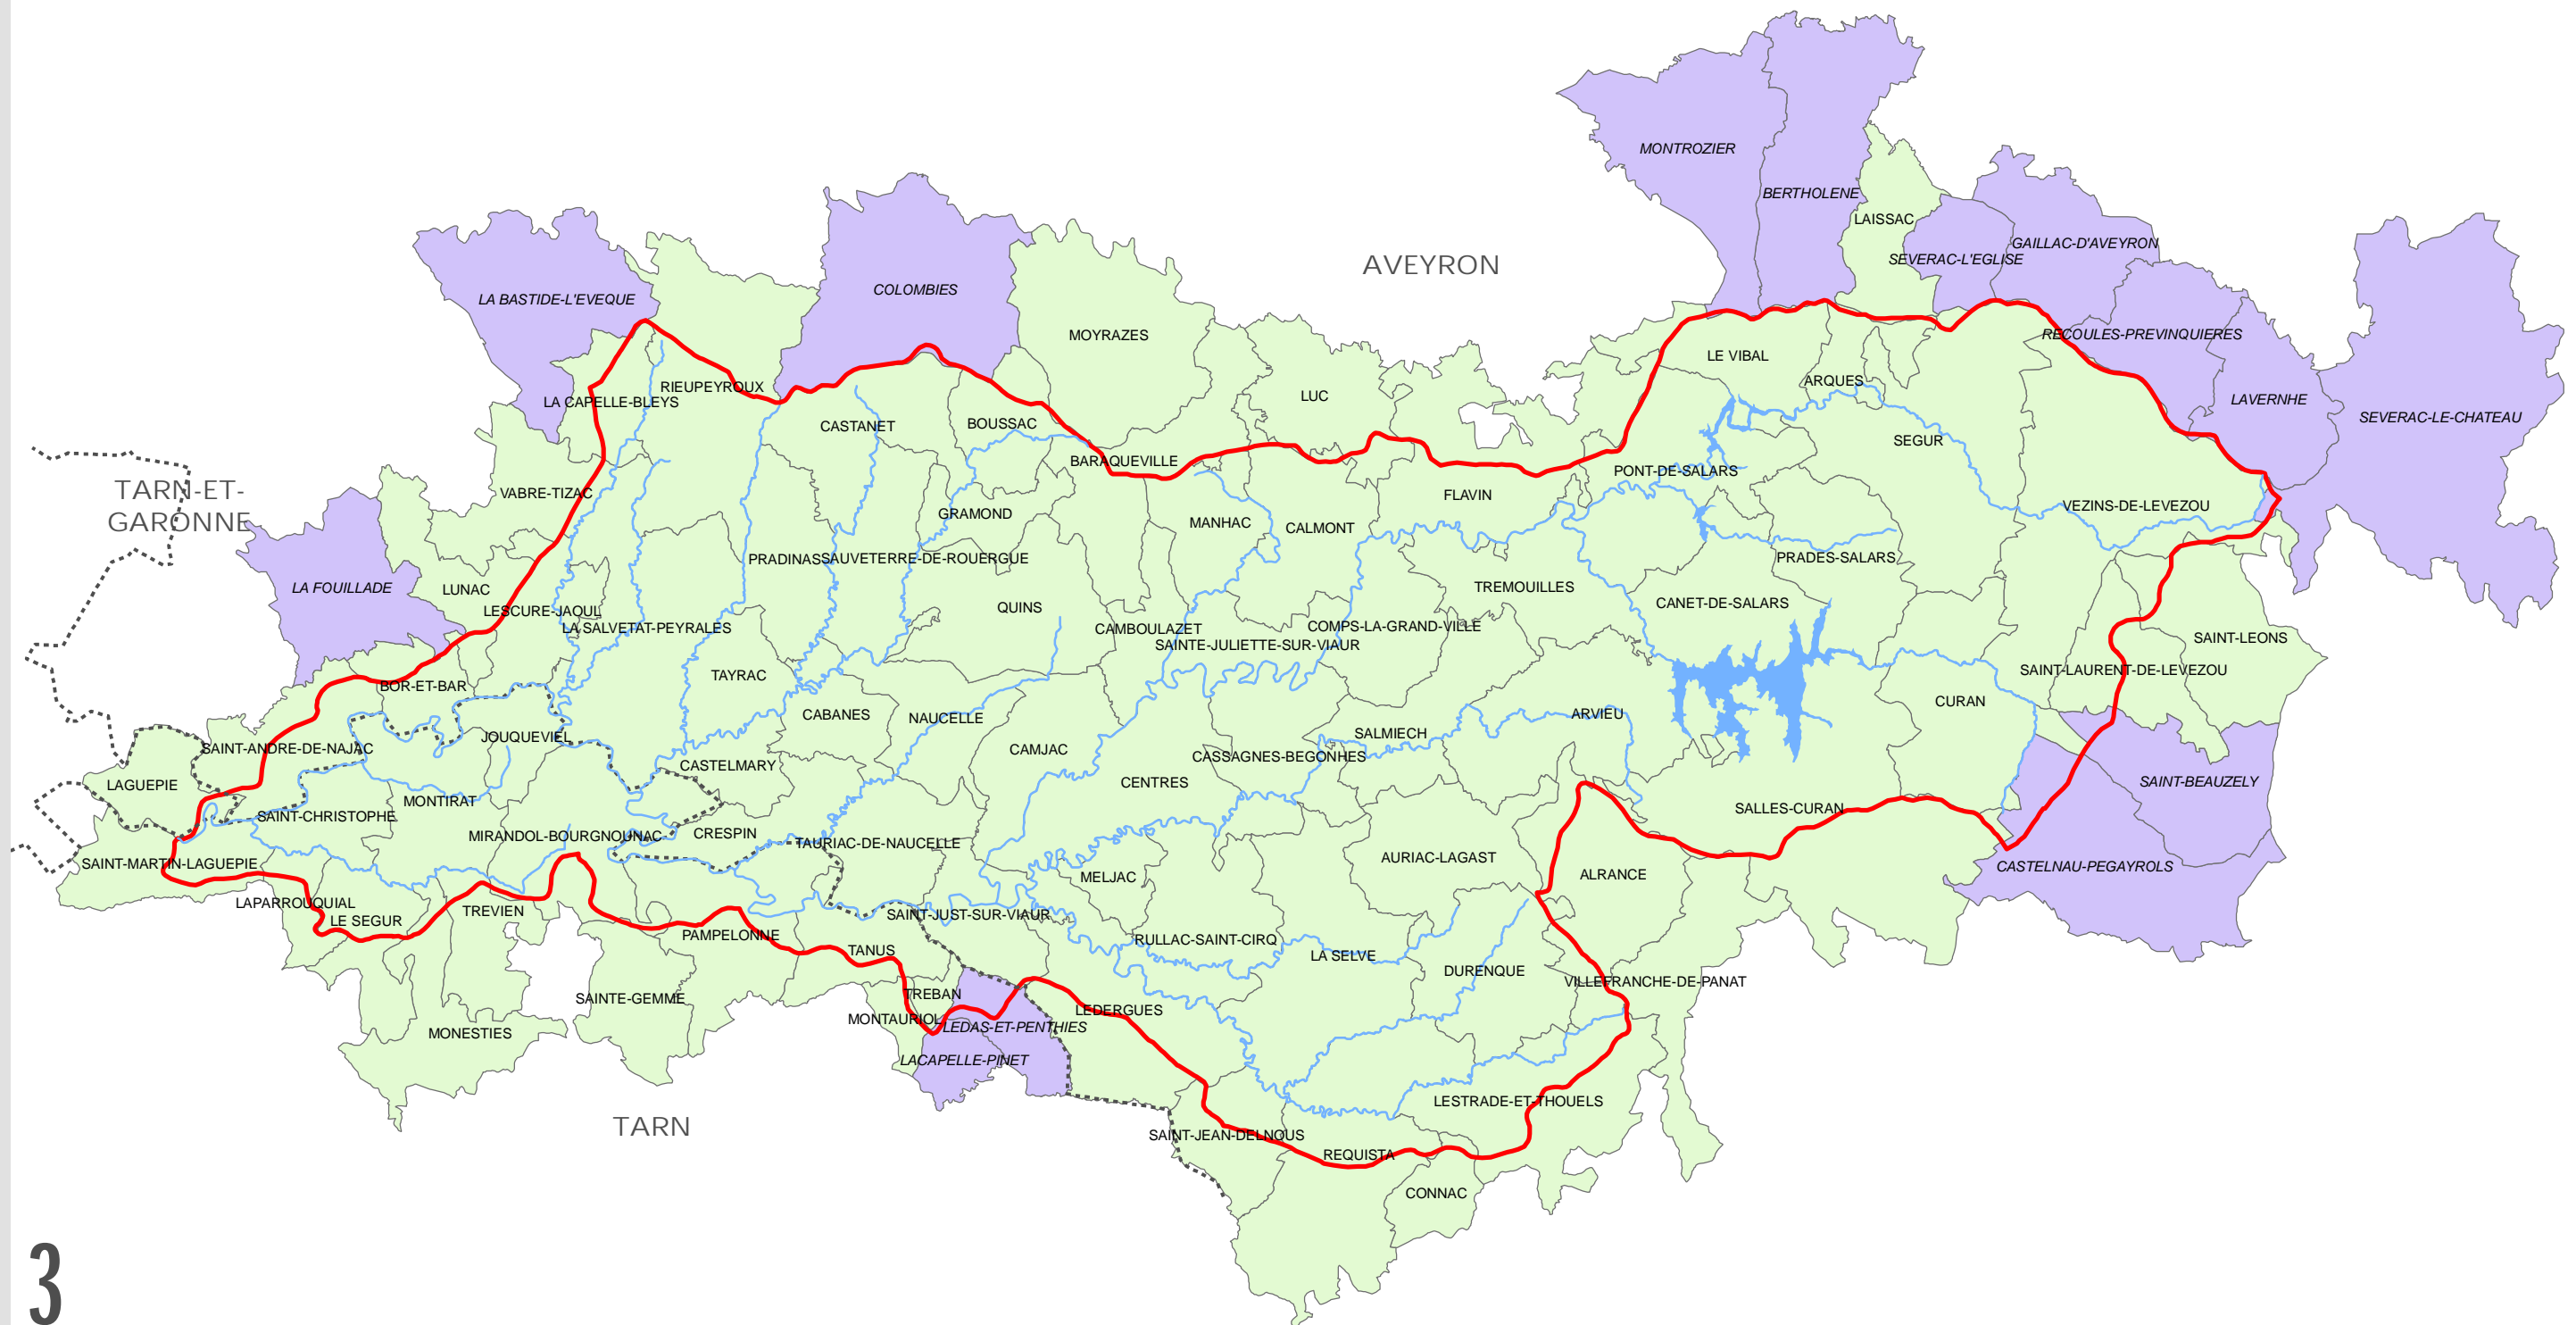 MONTROZIER
BERTHOLENE
LAISSAC
GAILLAC-D'AVEYRON
SEVERAC-L'EGLISE
AVEYRON
COLOMBIES
LA BASTIDE-L'EVEQUE
MOYRAZES
RECOULES-PREVINQUIERES
LE VIBAL
ARQUES
RIEUPEYROUX
LUC
LAVERNHE
LA CAPELLE-BLEYS
SEVERAC-LE-CHATEAU
CASTANET
BOUSSAC
SEGUR
BARAQUEVILLE
PONT-DE-SALARS
TARN-ET-
GARONNE
VABRE-TIZAC
FLAVIN
VEZINS-DE-LEVEZOU
GRAMOND
MANHAC
CALMONT
PRADINAS
SAUVETERRE-DE-ROUERGUE
PRADES-SALARS
LA FOUILLADE
LUNAC
TREMOUILLES
CANET-DE-SALARS
LESCURE-JAOUL
QUINS
LA SALVETAT-PEYRALES
CAMBOULAZET
COMPS-LA-GRAND-VILLE
SAINT-LEONS
SAINTE-JULIETTE-SUR-VIAUR
SAINT-LAURENT-DE-LEVEZOU
TAYRAC
BOR-ET-BAR
CURAN
CABANES
NAUCELLE
ARVIEU
JOUQUEVIEL
SALMIECH
SAINT-ANDRE-DE-NAJAC
CAMJAC
CASSAGNES-BEGONHES
CASTELMARY
CENTRES
SAINT-BEAUZELY
LAGUEPIE
MONTIRAT
SAINT-CHRISTOPHE
SALLES-CURAN
MIRANDOL-BOURGNOUNAC
CRESPIN
TAURIAC-DE-NAUCELLE
SAINT-MARTIN-LAGUEPIE
AURIAC-LAGAST
CASTELNAU-PEGAYROLS
MELJAC
ALRANCE
LAPARROUQUIAL
LE SEGUR
TREVIEN
SAINT-JUST-SUR-VIAUR
PAMPELONNE
RULLAC-SAINT-CIRQ
TANUS
LA SELVE
DURENQUE
VILLEFRANCHE-DE-PANAT
SAINTE-GEMME
TREBAN
LEDERGUES
MONTAURIOL
LEDAS-ET-PENTHIES
MONESTIES
LACAPELLE-PINET
LESTRADE-ET-THOUELS
TARN
SAINT-JEAN-DELNOUS
REQUISTA
CONNAC
3